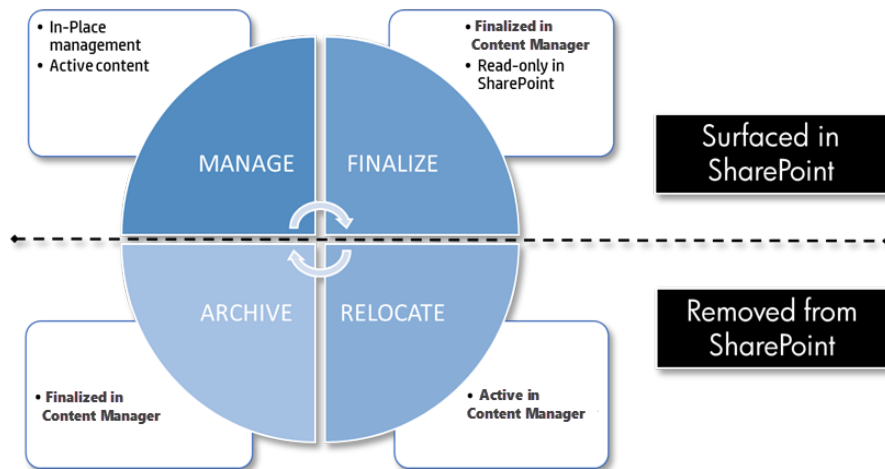 • In-Place
management
• Active content
• Finalized in
Content Manager
• Read-only in
SharePoint
MANAGE
FINALIZE
Surfaced in
SharePoint
ARCHIVE
RELOCATE
Removed from
SharePoint
• Finalized in
Content Manager
• Active in
Content Manager